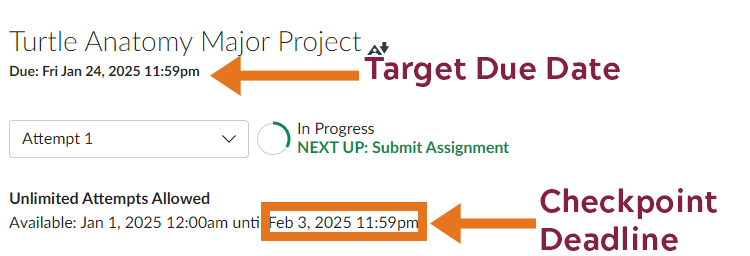 Turtle Anatomy Major Project
Due: Fri Jan 24, 2025 11:59pm
Target Due Date
Attempt 1
In Progress
NEXT UP: Submit Assignment
Unlimited Attempts Allowed
Available: Jan 1, 2025 12:00am until Feb 3, 2025 11:59pm
Checkpoint
Deadline